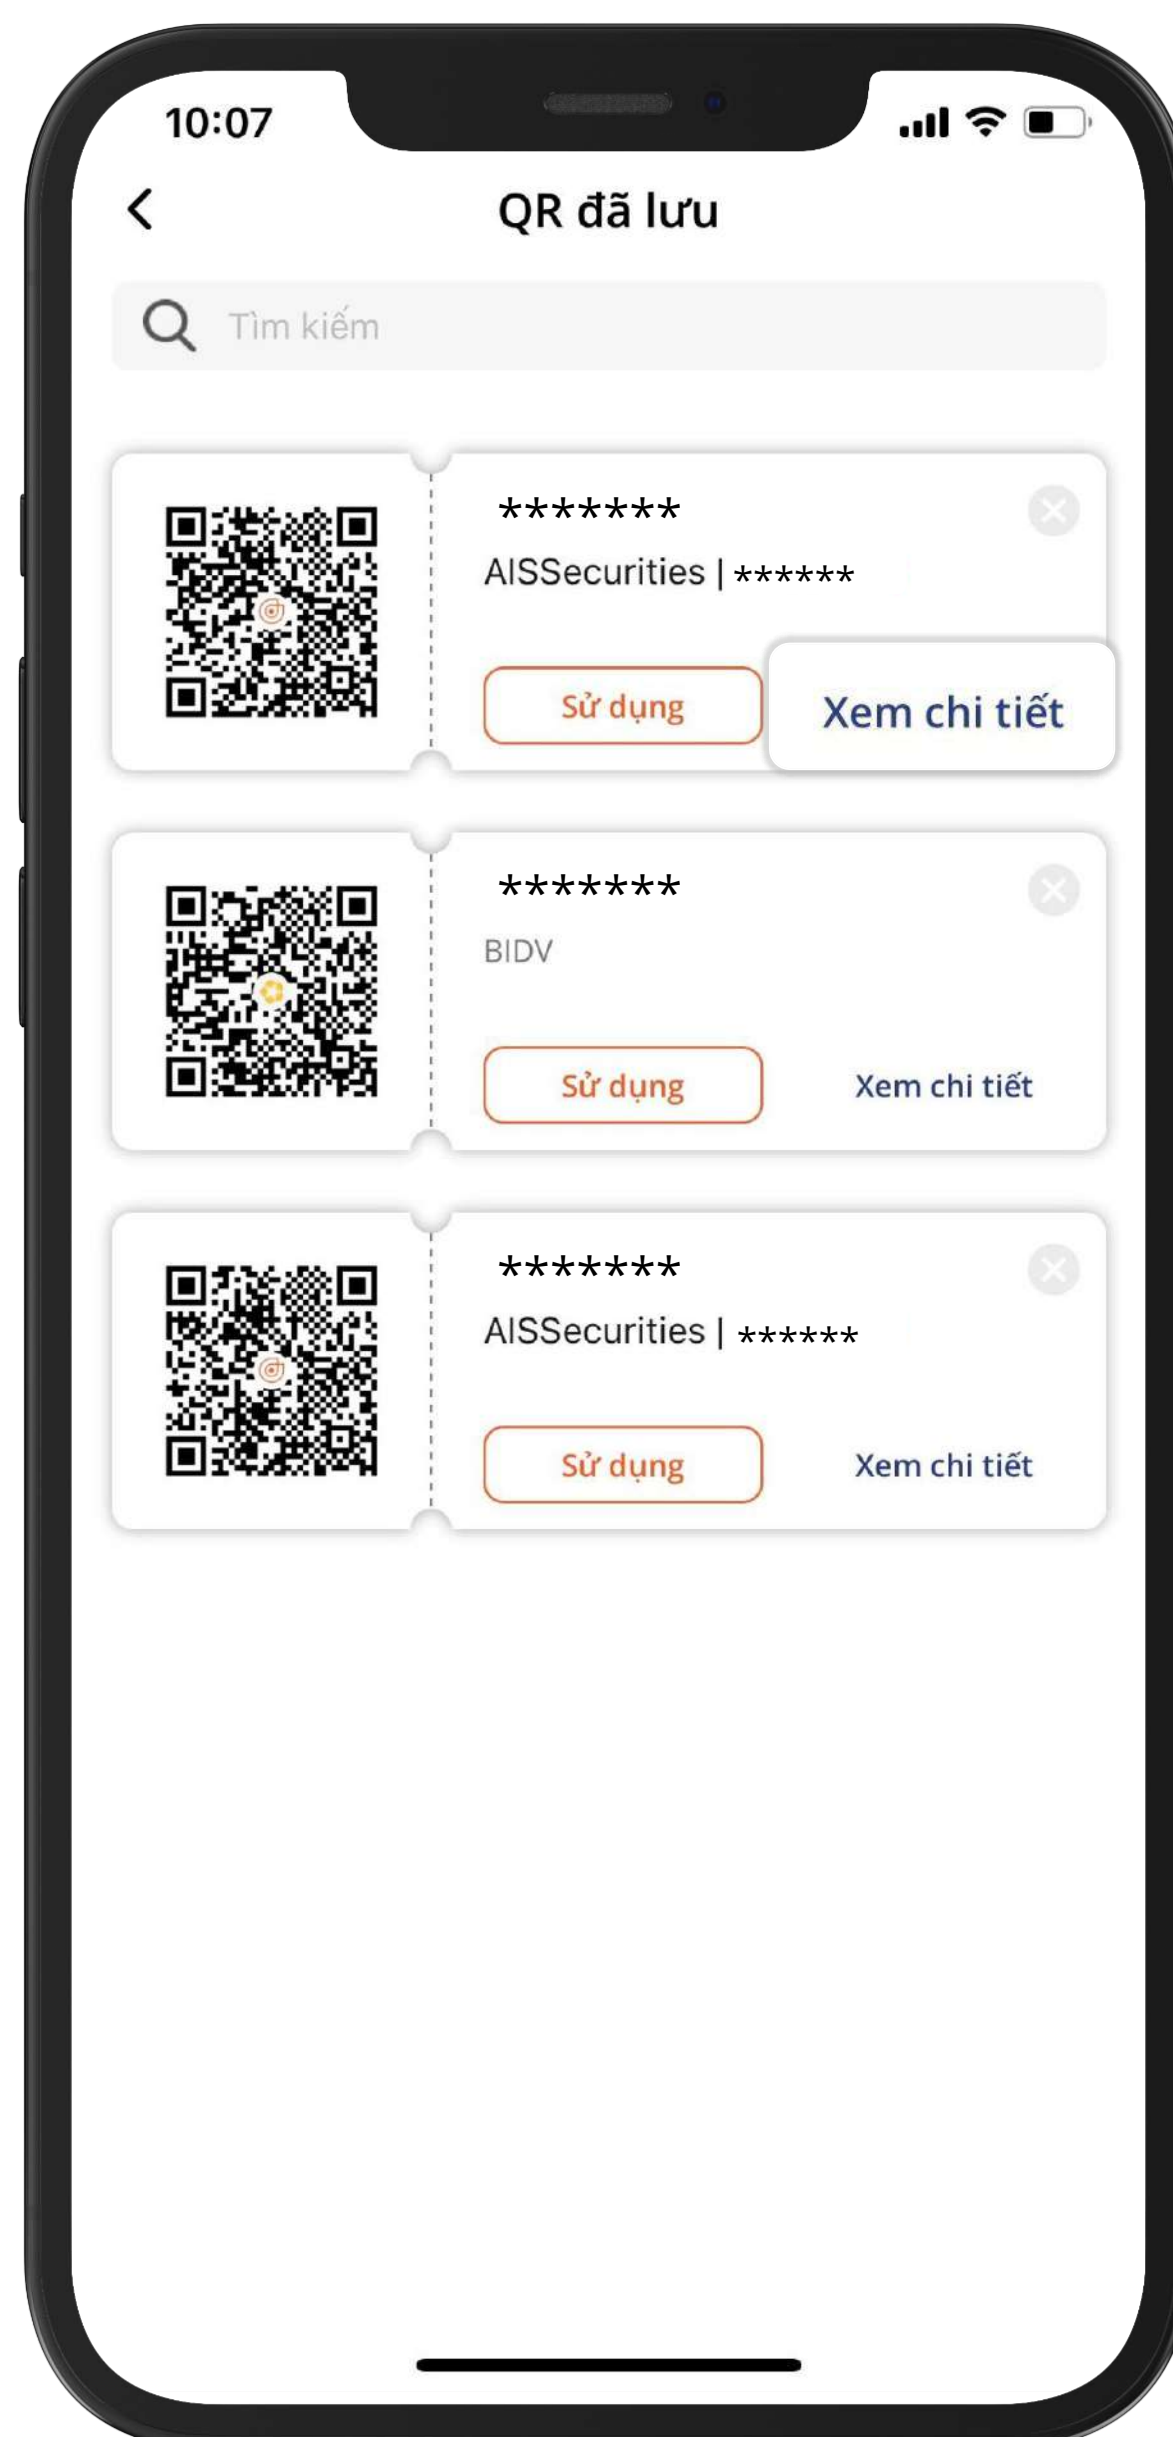 10:07
QR đã lưu
Tìm kiếm
*******
AISSecurities | ******
Sử dụng
Xem chi tiết
*******
BIDV
Sử dụng
Xem chi tiết
*******
AISSecurities | ******
Sử dụng
Xem chi tiết